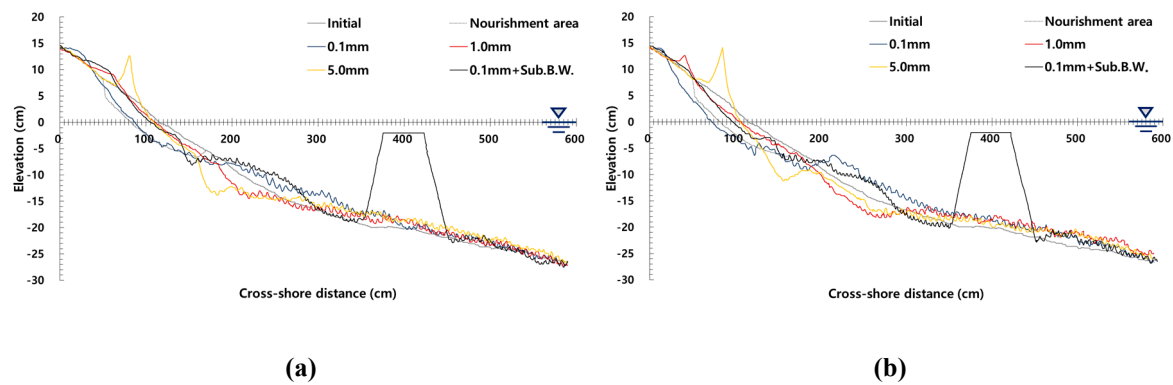 20
15
10
5
0
-5
-10
-15
-20
-25
-30
Elevation (cm)
0
100
200
300
400
500
600
Cross-shore distance (cm)
Initial
Nourishment area
0.1mm
1.0mm
5.0mm
0.1mm+Sub.B.W.
(a)
20
15
10
5
0
-5
-10
-15
-20
-25
-30
Elevation (cm)
0
100
200
300
400
500
600
Cross-shore distance (cm)
Initial
Nourishment area
0.1mm
1.0mm
5.0mm
0.1mm+Sub.B.W.
(b)